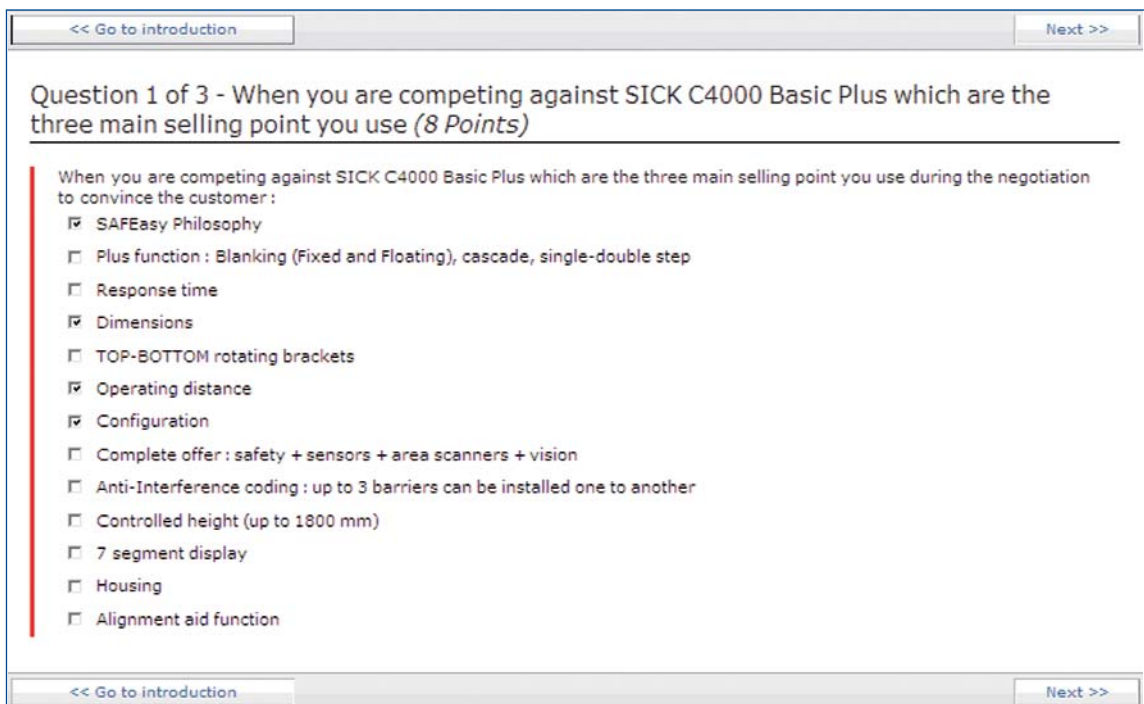 << Go to introduction
Next >>
Question 1 of 3 - When you are competing against SICK C4000 Basic Plus which are the
three main selling point you use (8 Points)
When you are competing against SICK C4000 Basic Plus which are the three main selling point you use during the negotiation
to convince the customer :
SAFEasy Philosophy
Plus function : Blanking (Fixed and Floating), cascade, single-double step
Response time
Dimensions
TOP-BOTTOM rotating brackets
Operating distance
Configuration
Complete offer : safety + sensors + area scanners + vision
Anti-Interference coding : up to 3 barriers can be installed one to another
Controlled height (up to 1800 mm)
7 segment display
Housing
Alignment aid function
<< Go to introduction
Next >>